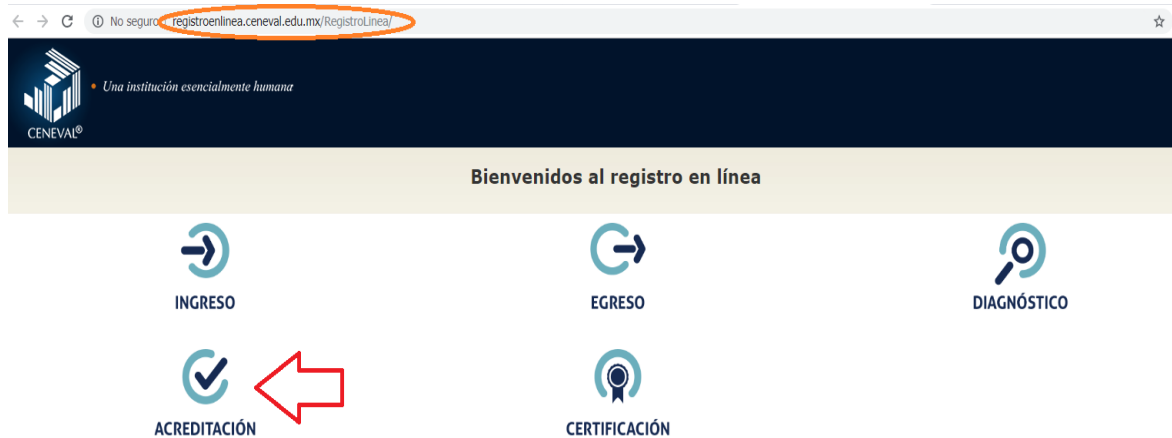 No seguro registroenlinea.ceneval.edu.mx/RegistroLinea/
Una institución esencialmente humana
CENEVAL®
Bienvenidos al registro en línea
INGRESO
EGRESO
DIAGNÓSTICO
ACREDITACIÓN
CERTIFICACIÓN